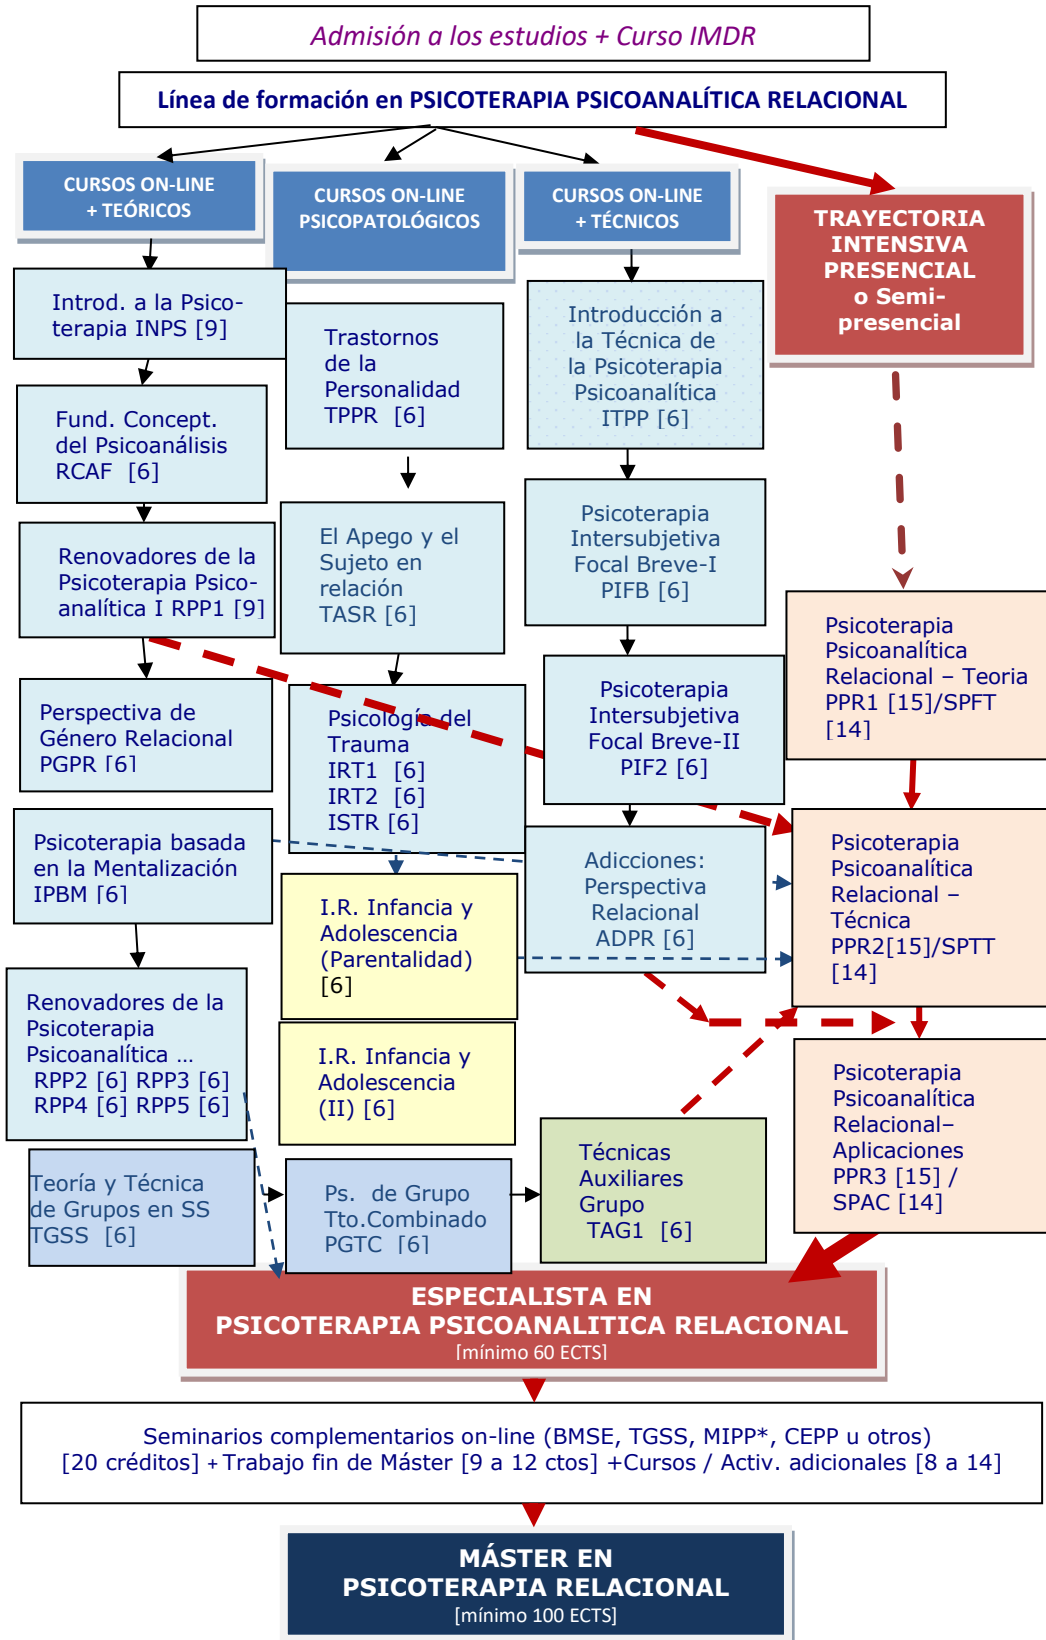 Admisión a los estudios + Curso IMDR
Línea de formación en PSICOTERAPIA PSICOANALÍTICA RELACIONAL
CURSOS ON-LINE
+ TEÓRICOS
CURSOS ON-LINE
PSICOPATOLÓGICOS
CURSOS ON-LINE
+ TÉCNICOS
TRAYECTORIA
INTENSIVA
PRESENCIAL
o Semi-
presencial
Introd. a la Psico-
terapia INPS [9]
Fund. Concept.
del Psicoanálisis
RCAF [6]
Renovadores de la
Psicoterapia Psico-
analítica I RPP1 [9]
Perspectiva de
Género Relacional
PGPR [6]
Psicoterapia basada
en la Mentalización
IPBM [6]
Renovadores de la
Psicoterapia
Psicoanalítica ...
RPP2 [6] RPP3 [6]
RPP4 [6] RPP5 [6]
Teoría y Técnica
de Grupos en SS
TGSS [6]
Trastornos
de la
Personalidad
TPPR [6]
El Apego y el
Sujeto en
relación
TASR [6]
Psicología del
Trauma
IRT1 [6]
IRT2 [6]
ISTR [6]
I.R. Infancia y
Adolescencia
(Parentalidad)
[6]
I.R. Infancia y
Adolescencia
(II) [6]
Ps. de Grupo
Tto.Combinado
PGTC [6]
Introducción a
la Técnica de
la Psicoterapia
Psicoanalítica
ITPP [6]
Psicoterapia
Intersubjetiva
Focal Breve-I
PIFB [6]
Psicoterapia
Intersubjetiva
Focal Breve-II
PIF2 [6]
Adicciones:
Perspectiva
Relacional
ADPR [6]
Técnicas
Auxiliares
Grupo
TAG1 [6]
Psicoterapia
Psicoanalítica
Relacional – Teoria
PPR1 [15]/SPFT
[14]
Psicoterapia
Psicoanalítica
Relacional –
Técnica
PPR2[15]/SPTT
[14]
Psicoterapia
Psicoanalítica
Relacional–
Aplicaciones
PPR3 [15] /
SPAC [14]
ESPECIALISTA EN
PSICOTERAPIA PSICOANALITICA RELACIONAL
[mínimo 60 ECTS]
Seminarios complementarios on-line (BMSE, TGSS, MIPP*, CEPP u otros)
[20 créditos] + Trabajo fin de Máster [9 a 12 ctos] +Cursos / Activ. adicionales [8 a 14]
MÁSTER EN
PSICOTERAPIA RELACIONAL
[mínimo 100 ECTS]